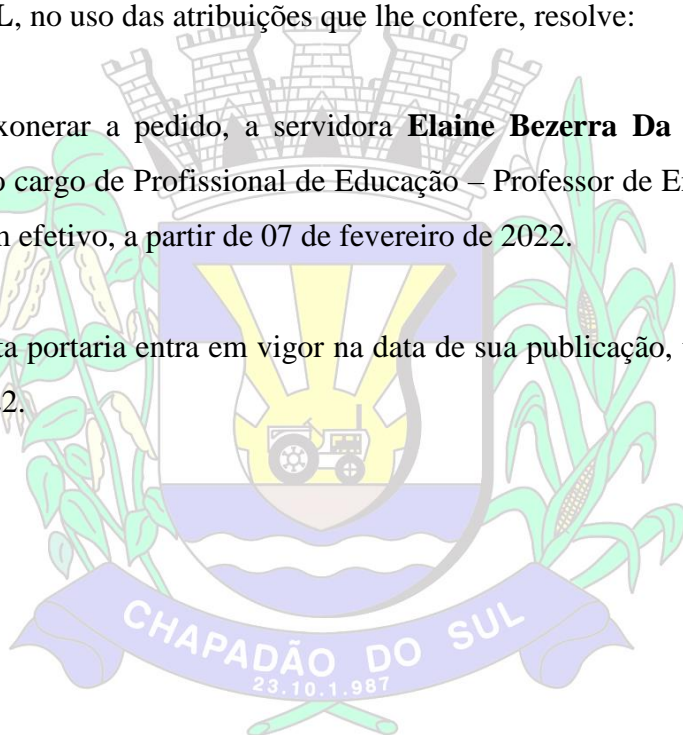 L, no uso das atribuições que lhe confere, resolve:
xonerar a pedido, a servidora Elaine Bezerra Da
o cargo de Profissional de Educação – Professor de
m efetivo, a partir de 07 de fevereiro de 2022.
ta portaria entra em vigor na data de sua publicação,
2.
CHAPADÃO DO SUL
23.10.1.987